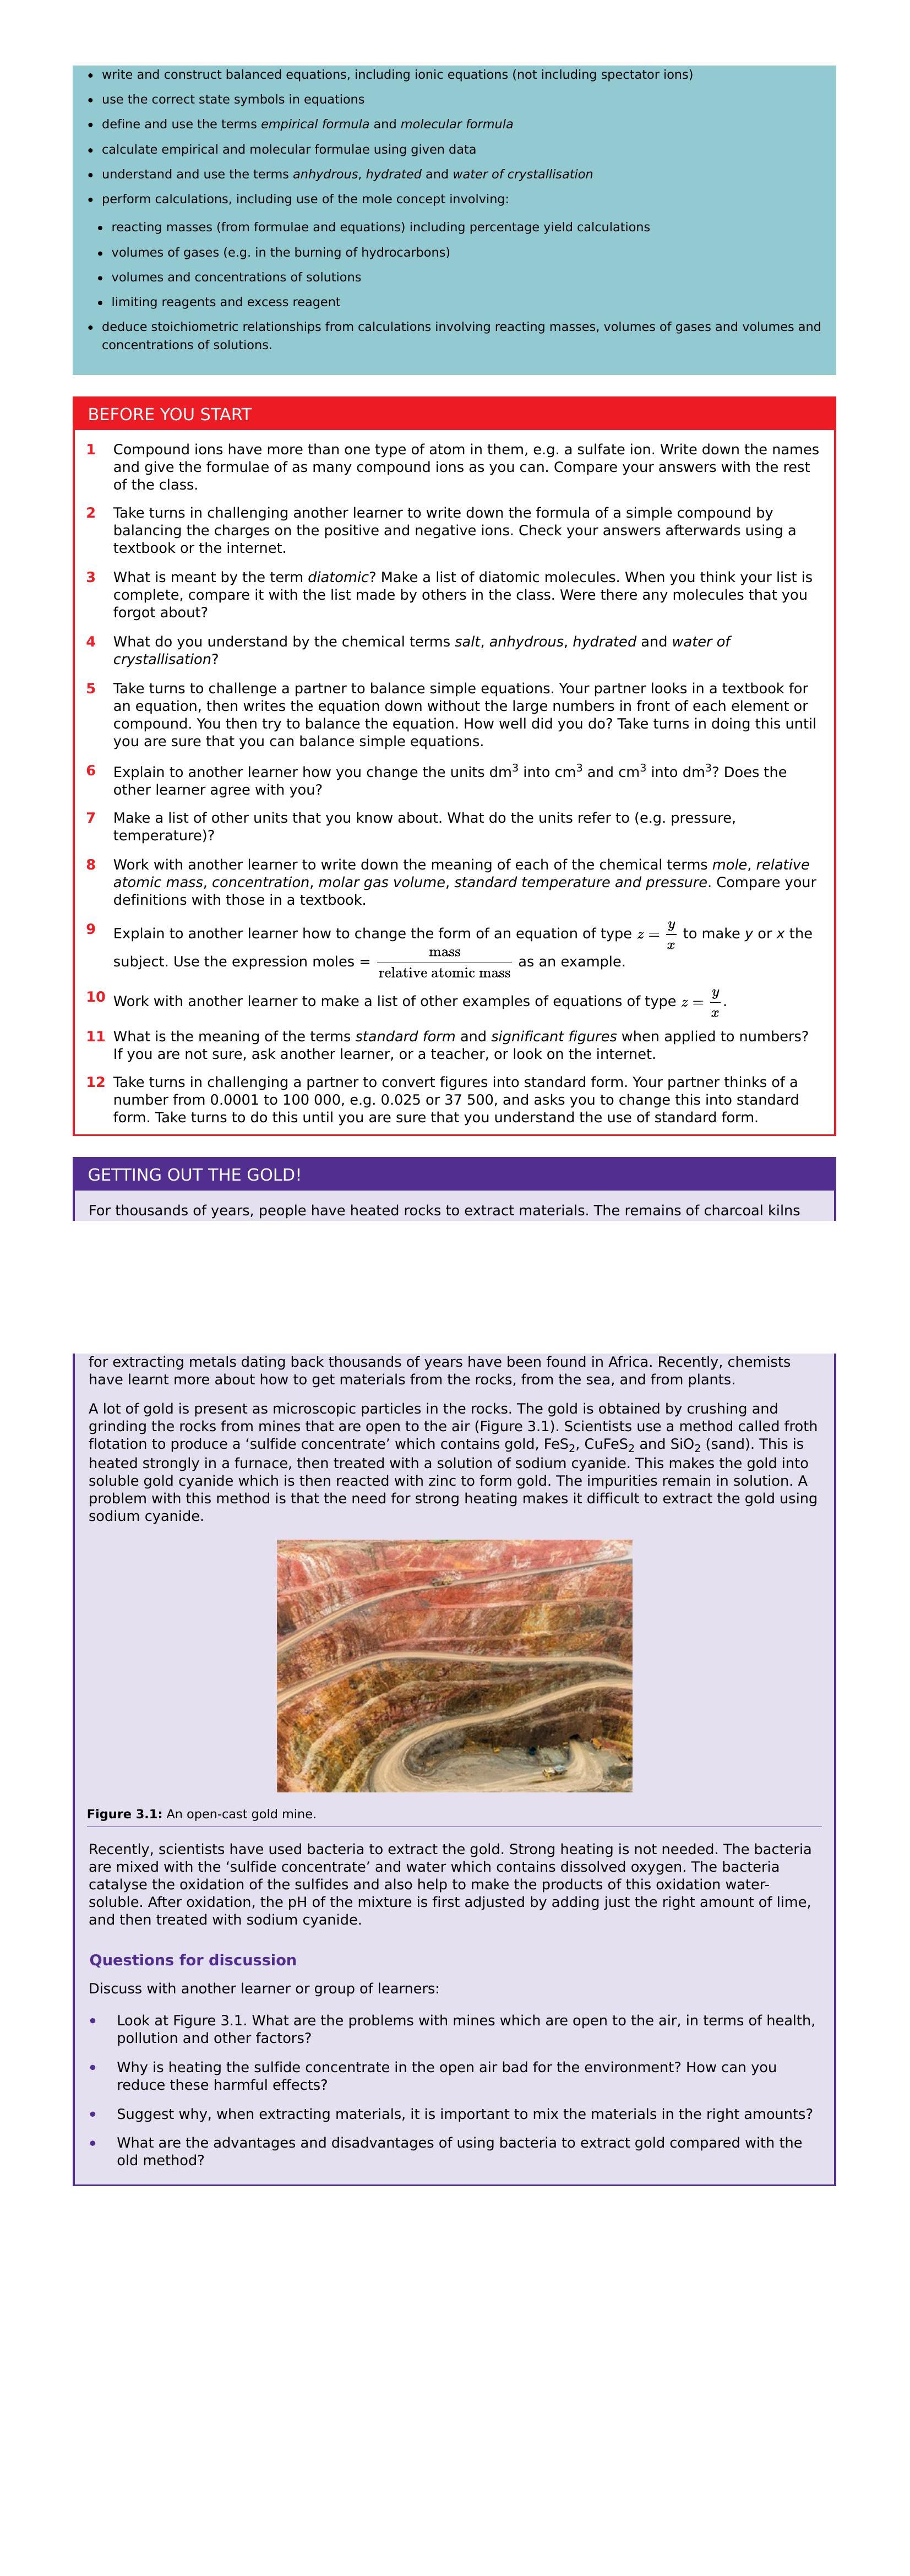 • write and construct balanced equations, including ionic equations (not including spectator ions)
• use the correct state symbols in equations
• define and use the terms empirical formula and molecular formula
• calculate empirical and molecular formulae using given data
• understand and use the terms anhydrous, hydrated and water of crystallisation
• perform calculations, including use of the mole concept involving:
• reacting masses (from formulae and equations) including percentage yield calculations
• volumes of gases (e.g. in the burning of hydrocarbons)
• volumes and concentrations of solutions
• limiting reagents and excess reagent
• deduce stoichiometric relationships from calculations involving reacting masses, volumes of gases and volumes and
concentrations of solutions.
BEFORE YOU START
1 Compound ions have more than one type of atom in them, e.g. a sulfate ion. Write down the names
and give the formulae of as many compound ions as you can. Compare your answers with the rest
of the class.
2 Take turns in challenging another learner to write down the formula of a simple compound by
balancing the charges on the positive and negative ions. Check your answers afterwards using a
textbook or the internet.
3 What is meant by the term diatomic? Make a list of diatomic molecules. When you think your list is
complete, compare it with the list made by others in the class. Were there any molecules that you
forgot about?
4 What do you understand by the chemical terms salt, anhydrous, hydrated and water of
crystallisation?
5 Take turns to challenge a partner to balance simple equations. Your partner looks in a textbook for
an equation, then writes the equation down without the large numbers in front of each element or
compound. You then try to balance the equation. How well did you do? Take turns in doing this until
you are sure that you can balance simple equations.
6 Explain to another learner how you change the units dm³ into cm³ and cm³ into dm³? Does the
other learner agree with you?
7 Make a list of other units that you know about. What do the units refer to (e.g. pressure,
temperature)?
8 Work with another learner to write down the meaning of each of the chemical terms mole, relative
atomic mass, concentration, molar gas volume, standard temperature and pressure. Compare your
definitions with those in a textbook.
9 Explain to another learner how to change the form of an equation of type z = y/x to make y or x the
subject. Use the expression moles = mass/relative atomic mass as an example.
10 Work with another learner to make a list of other examples of equations of type z = y/x.
11 What is the meaning of the terms standard form and significant figures when applied to numbers?
If you are not sure, ask another learner, or a teacher, or look on the internet.
12 Take turns in challenging a partner to convert figures into standard form. Your partner thinks of a
number from 0.0001 to 100 000, e.g. 0.025 or 37 500, and asks you to change this into standard
form. Take turns to do this until you are sure that you understand the use of standard form.
GETTING OUT THE GOLD!
For thousands of years, people have heated rocks to extract materials. The remains of charcoal kilns
for extracting metals dating back thousands of years have been found in Africa. Recently, chemists
have learnt more about how to get materials from the rocks, from the sea, and from plants.
A lot of gold is present as microscopic particles in the rocks. The gold is obtained by crushing and
grinding the rocks from mines that are open to the air (Figure 3.1). Scientists use a method called froth
flotation to produce a ‘sulfide concentrate’ which contains gold, FeS₂, CuFeS₂ and SiO₂ (sand). This is
heated strongly in a furnace, then treated with a solution of sodium cyanide. This makes the gold into
soluble gold cyanide which is then reacted with zinc to form gold. The impurities remain in solution. A
problem with this method is that the need for strong heating makes it difficult to extract the gold using
sodium cyanide.
Figure 3.1: An open-cast gold mine.
Recently, scientists have used bacteria to extract the gold. Strong heating is not needed. The bacteria
are mixed with the ‘sulfide concentrate’ and water which contains dissolved oxygen. The bacteria
catalyse the oxidation of the sulfides and also help to make the products of this oxidation water-
soluble. After oxidation, the pH of the mixture is first adjusted by adding just the right amount of lime,
and then treated with sodium cyanide.
Questions for discussion
Discuss with another learner or group of learners:
• Look at Figure 3.1. What are the problems with mines which are open to the air, in terms of health,
pollution and other factors?
• Why is heating the sulfide concentrate in the open air bad for the environment? How can you
reduce these harmful effects?
• Suggest why, when extracting materials, it is important to mix the materials in the right amounts?
• What are the advantages and disadvantages of using bacteria to extract gold compared with the
old method?